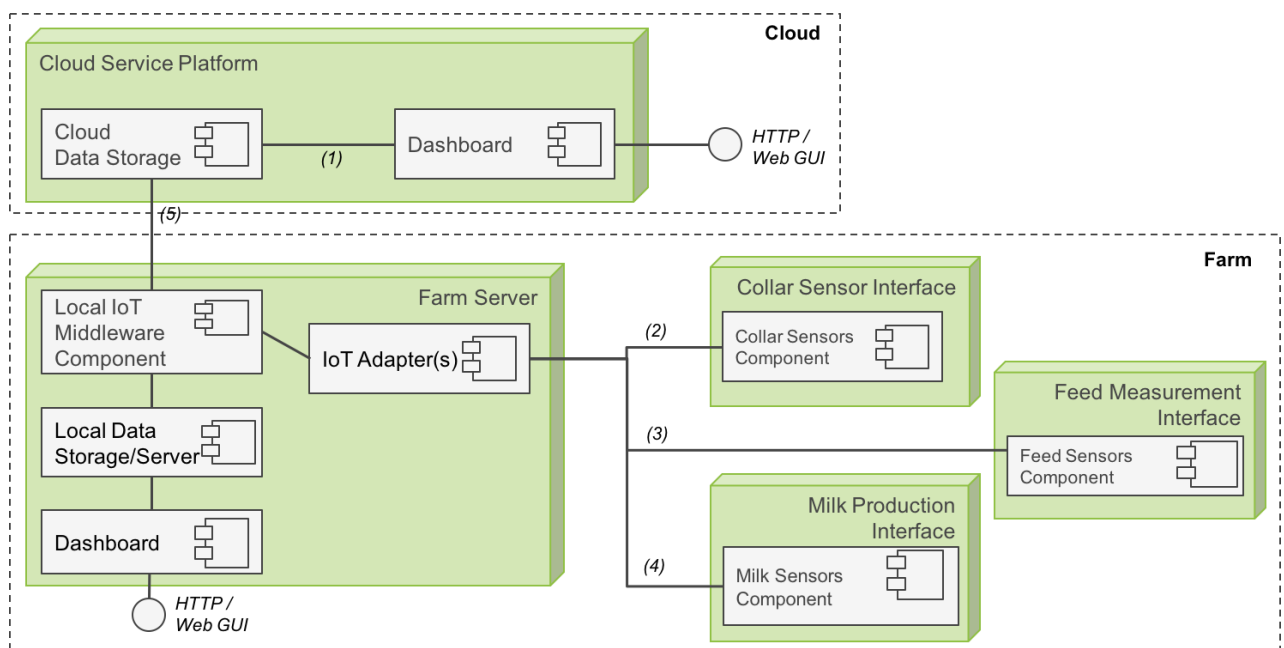 Cloud
Cloud Service Platform
Cloud
Data Storage
(1)
Dashboard
HTTP /
Web GUI
(5)
Farm
Farm Server
Local IoT
Middleware
Component
IoT Adapter(s)
Local Data
Storage/Server
Dashboard
HTTP /
Web GUI
(2)
Collar Sensor Interface
Collar Sensors
Component
(3)
Feed Measurement
Interface
Feed Sensors
Component
(4)
Milk Production
Interface
Milk Sensors
Component